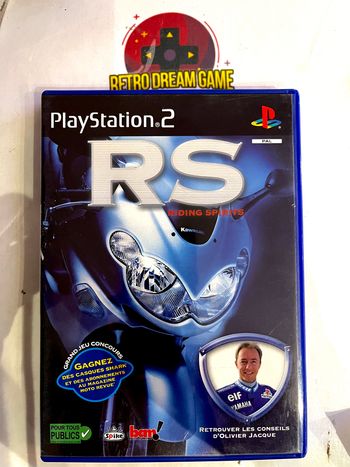 RETRO DREAM GAME
PlayStation 2
PAL
RS
RIDING SPIRITS
Kawasaki
GRAND JEU CONCOURS
GAGNEZ
DES CASQUES SHARK
ET DES ABONNEMENTS
AU MAGAZINE
MOTO REVUE
elf
YAMAHA
RETROUVER LES CONSEILS
D'OLIVIER JACQUE
POUR TOUS
PUBLICS
spike
bam!